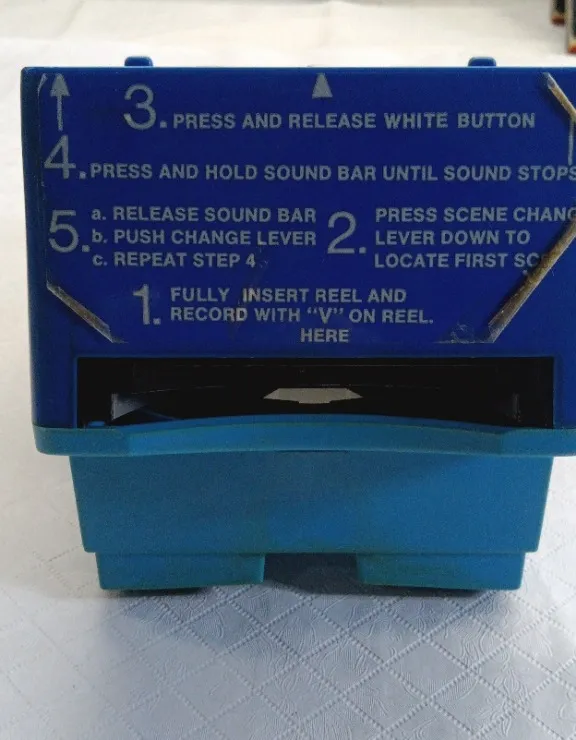 3. PRESS AND RELEASE WHITE BUTTON
4. PRESS AND HOLD SOUND BAR UNTIL SOUND STOPS
5. a. RELEASE SOUND BAR
b. PUSH CHANGE LEVER
c. REPEAT STEP 4
2. PRESS SCENE CHANG
LEVER DOWN TO
LOCATE FIRST SC
1. FULLY INSERT REEL AND
RECORD WITH "V" ON REEL.
HERE